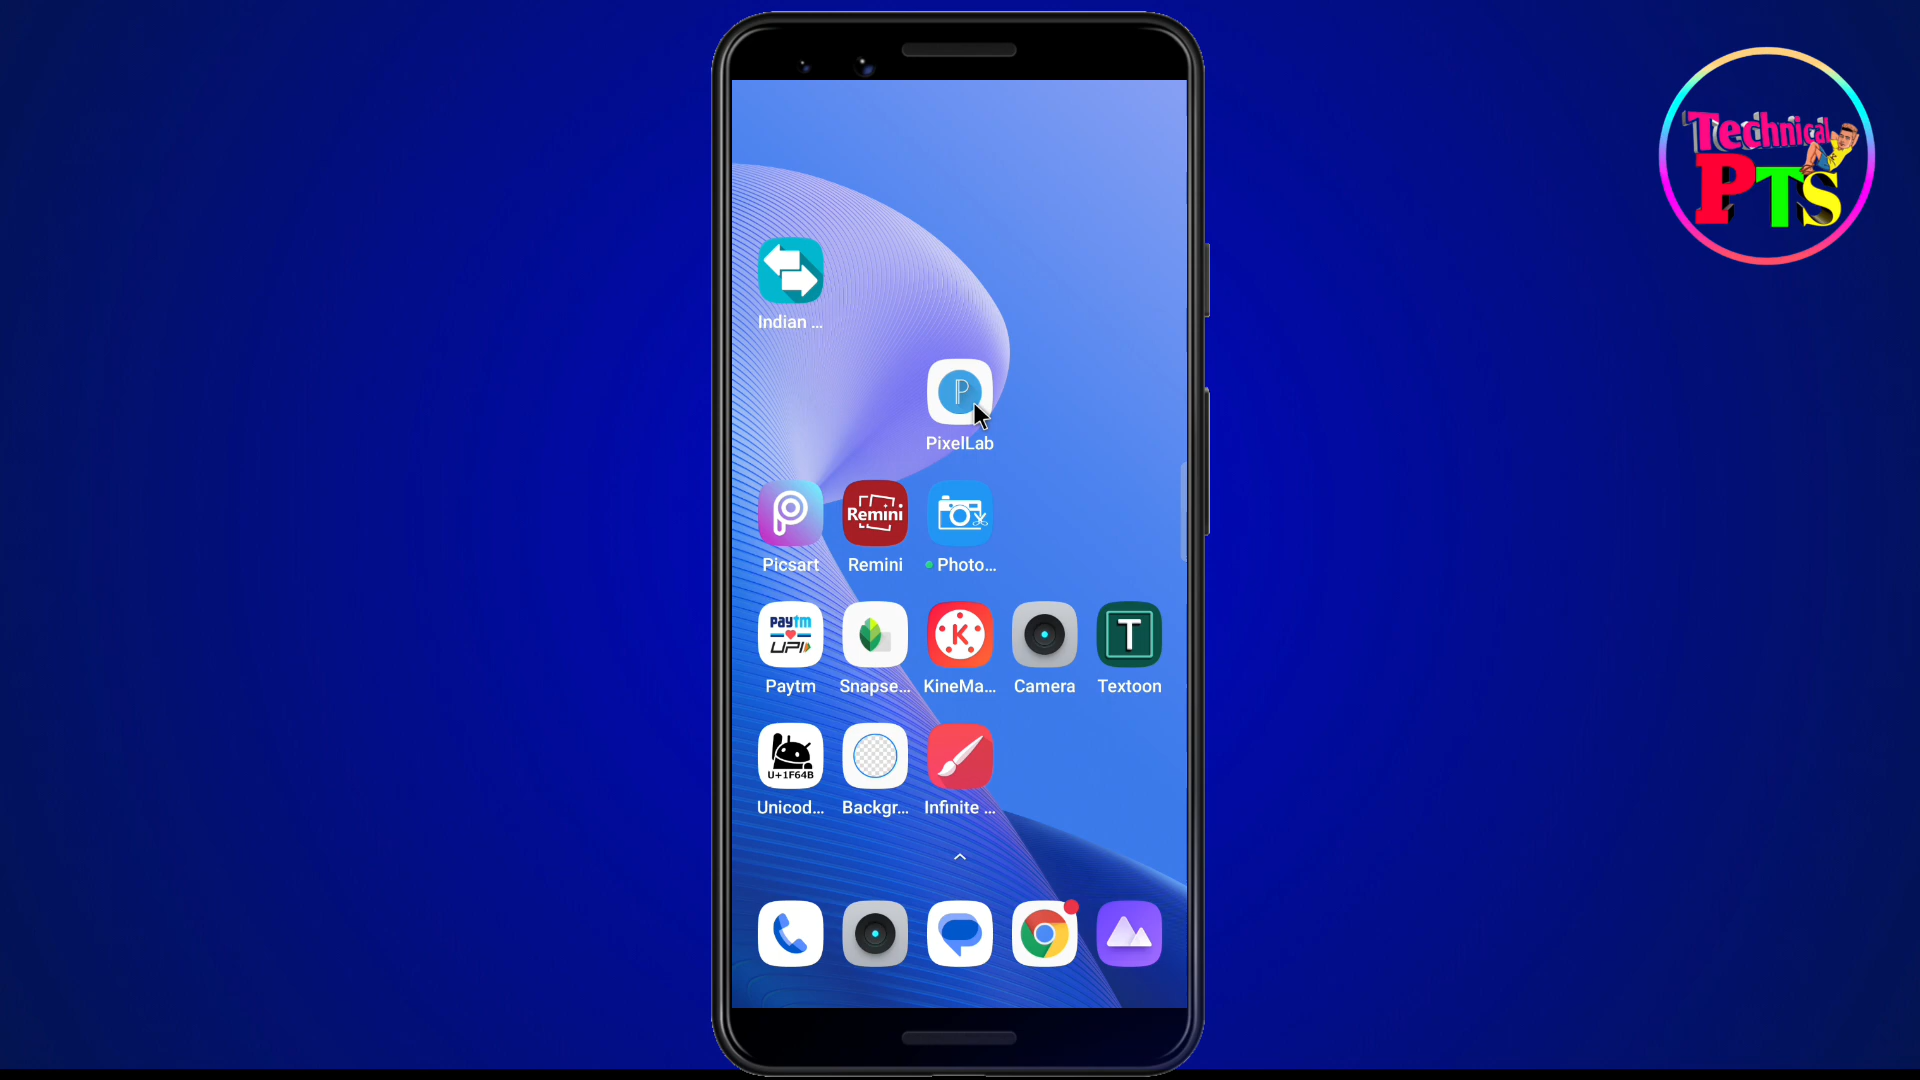 Technical
PTS
Indian ...
P
PixelLab
Remini
Picsart
Remini
Photo...
paytm
UPI
K
T
Paytm
Snapse...
KineMa...
Camera
Textoon
U+1F64B
Unicod...
Backgr...
Infinite ...